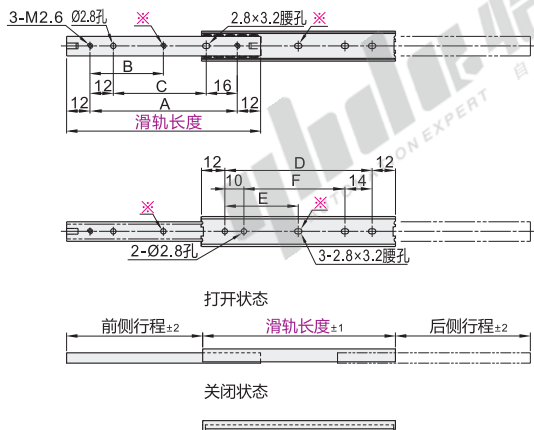 3-M2.6 Ø2.8孔 ※ 2.8×3.2腰孔 ※
B
12 C 16
12 A 12
滑轨长度
12 D 12
10 F 14
E
※ ※
2-Ø2.8孔 3-2.8×3.2腰孔
打开状态
前侧行程±2 滑轨长度±1 后侧行程±2
关闭状态